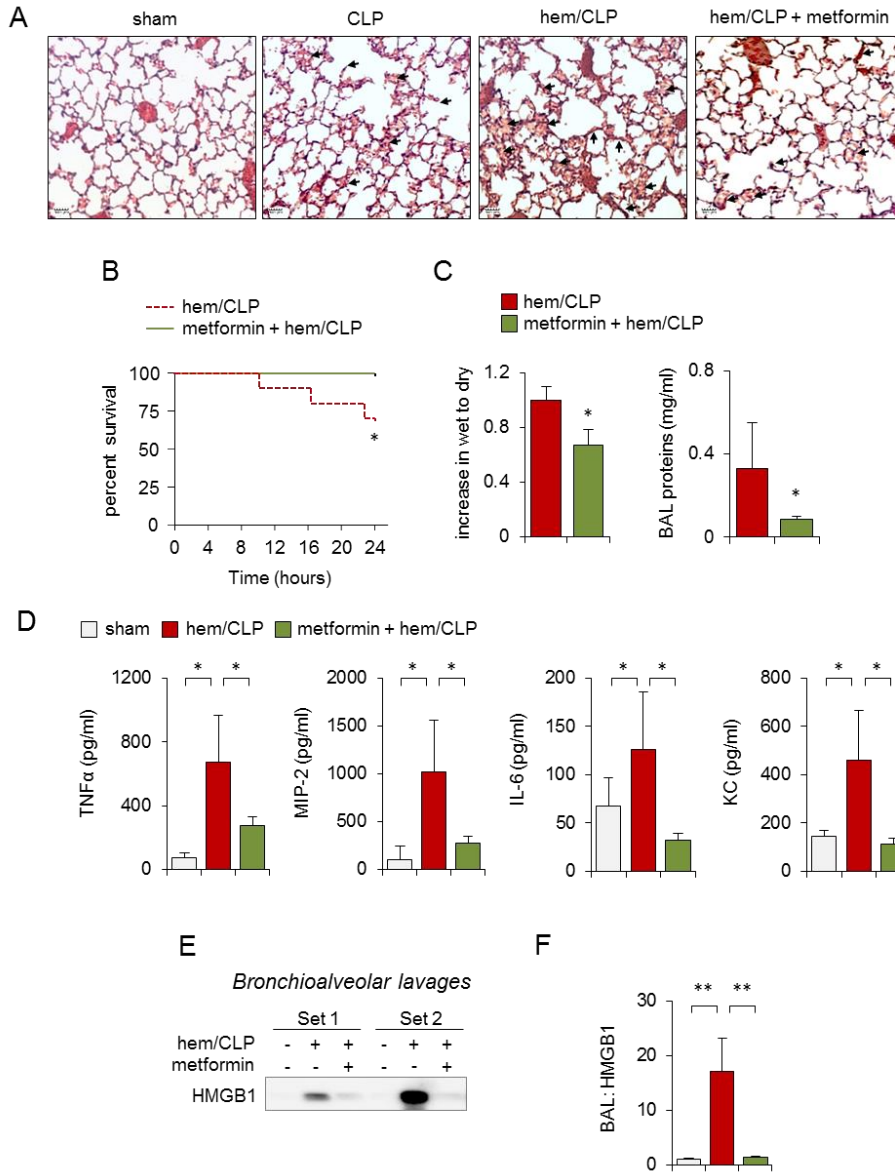 A
sham
CLP
hem/CLP
hem/CLP + metformin
B
hem/CLP
metformin + hem/CLP
percent survival
100
75
50
25
0
*
0 4 8 12 16 20 24
Time (hours)
C
hem/CLP
metformin + hem/CLP
increase in wet to dry
1.2
0.8
0.4
0
*
BAL proteins (mg/ml)
0.8
0.4
0
*
D
sham
hem/CLP
metformin + hem/CLP
TNFα (pg/ml)
1200
800
400
0
* *
MIP-2 (pg/ml)
2000
1500
1000
500
0
* *
IL-6 (pg/ml)
200
150
100
50
0
* *
KC (pg/ml)
800
600
400
200
0
* *
E
Bronchioalveolar lavages
Set 1 Set 2
hem/CLP - + + - + +
metformin - - + - - +
HMGB1
F
BAL: HMGB1
30
20
10
0
** **